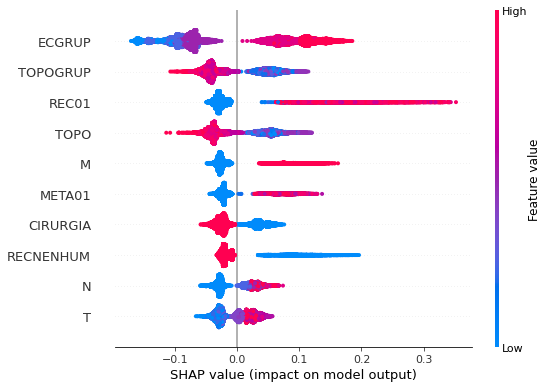 High
ECGRUP
TOPOGRUP
REC01
TOPO
M
META01
CIRURGIA
RECNENHUM
N
T
Feature value
Low
−0.1 0.0 0.1 0.2 0.3
SHAP value (impact on model output)